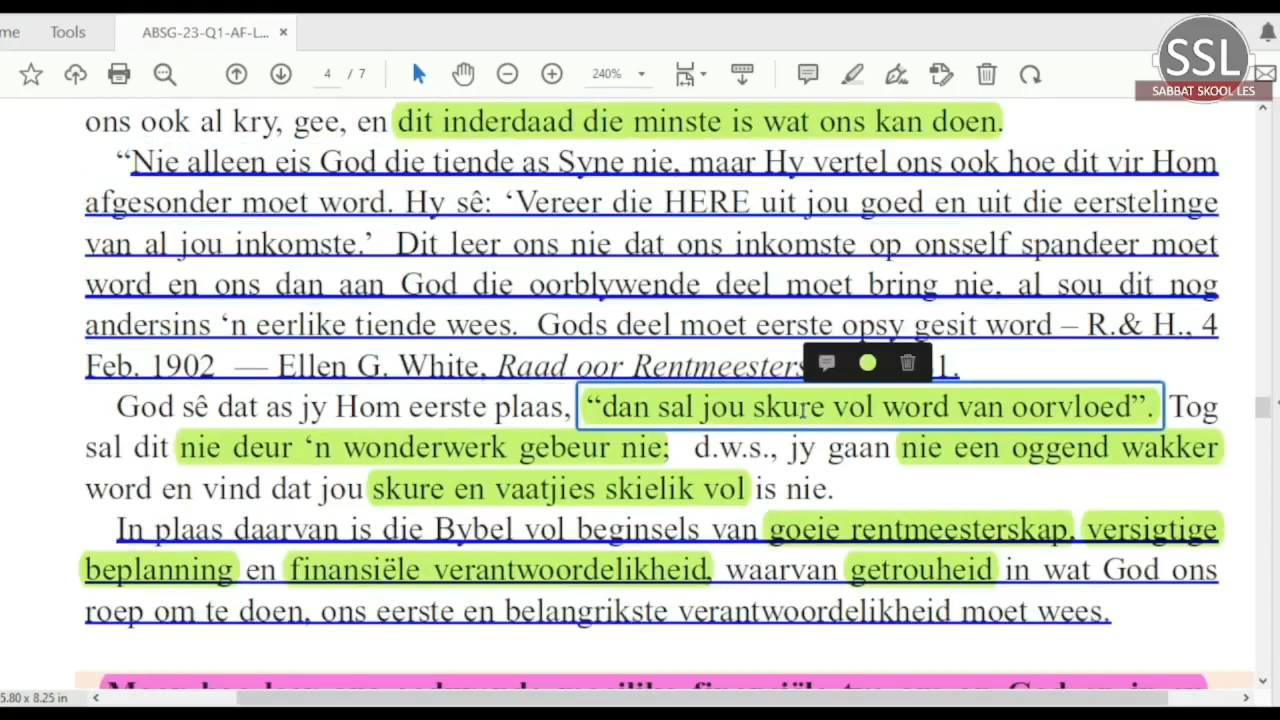 me Tools ABSG-23-Q1-AF-L... ×
SSL
SABBAT SKOOL LES
4 / 7 240%
ons ook al kry, gee, en dit inderdaad die minste is wat ons kan doen.
“Nie alleen eis God die tiende as Syne nie, maar Hy vertel ons ook hoe dit vir Hom
afgesonder moet word. Hy sê: ‘Vereer die HERE uit jou goed en uit die eerstelinge
van al jou inkomste.’ Dit leer ons nie dat ons inkomste op onsself spandeer moet
word en ons dan aan God die oorblywende deel moet bring nie, al sou dit nog
andersins ‘n eerlike tiende wees. Gods deel moet eerste opsy gesit word – R.& H., 4
Feb. 1902 — Ellen G. White, Raad oor Rentmeesters 1.
God sê dat as jy Hom eerste plaas, “dan sal jou skure vol word van oorvloed”. Tog
sal dit nie deur ‘n wonderwerk gebeur nie; d.w.s., jy gaan nie een oggend wakker
word en vind dat jou skure en vaatjies skielik vol is nie.
In plaas daarvan is die Bybel vol beginsels van goeie rentmeesterskap, versigtige
beplanning en finansiële verantwoordelikheid, waarvan getrouheid in wat God ons
roep om te doen, ons eerste en belangrikste verantwoordelikheid moet wees.
5.80 x 8.25 in